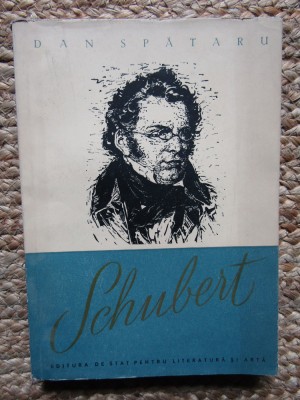 DAN SPĂTARU
Schubert
EDITURA DE STAT PENTRU LITERATURĂ ȘI ARTĂ